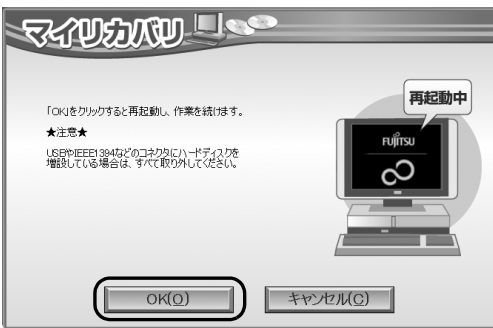 マイリカバリ
「OK」をクリックすると再起動し、作業を続けます。
★注意★
USBやIEEE1394などのコネクタにハードディスクを
増設している場合は、すべて取り外してください。
再起動中
FUJITSU
OK(O)
キャンセル(C)